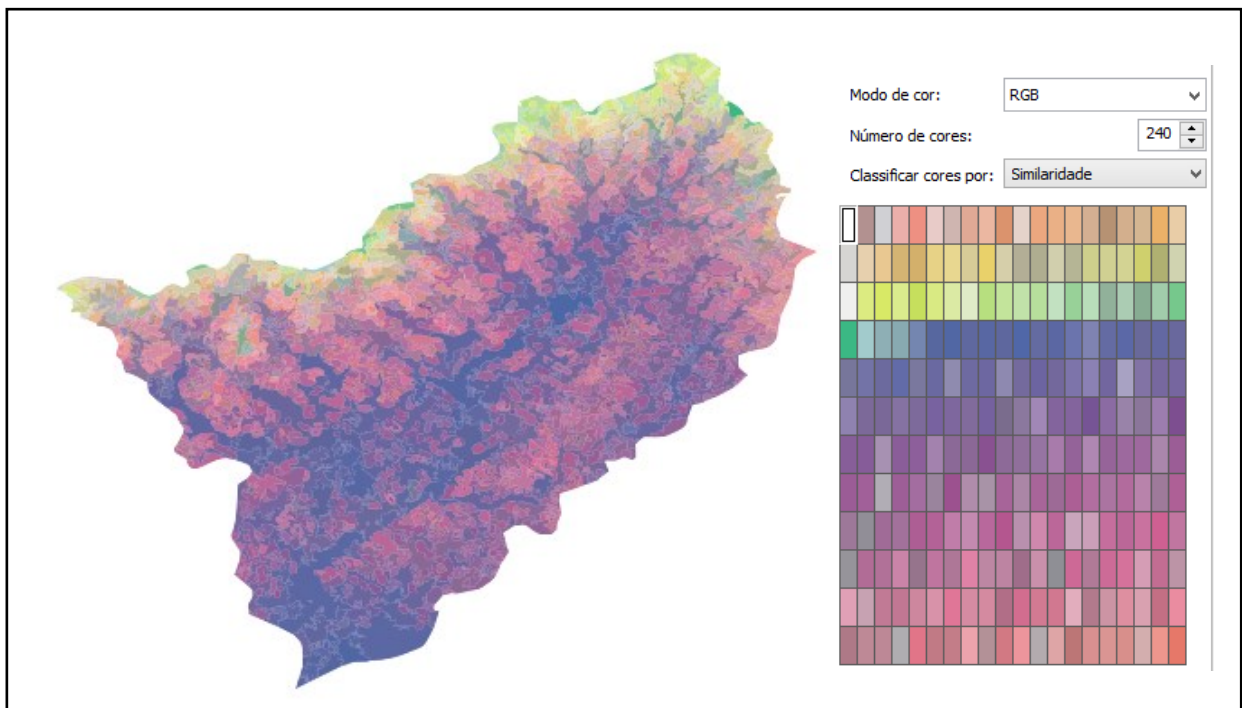 Modo de cor: RGB
Número de cores: 240
Classificar cores por: Similaridade